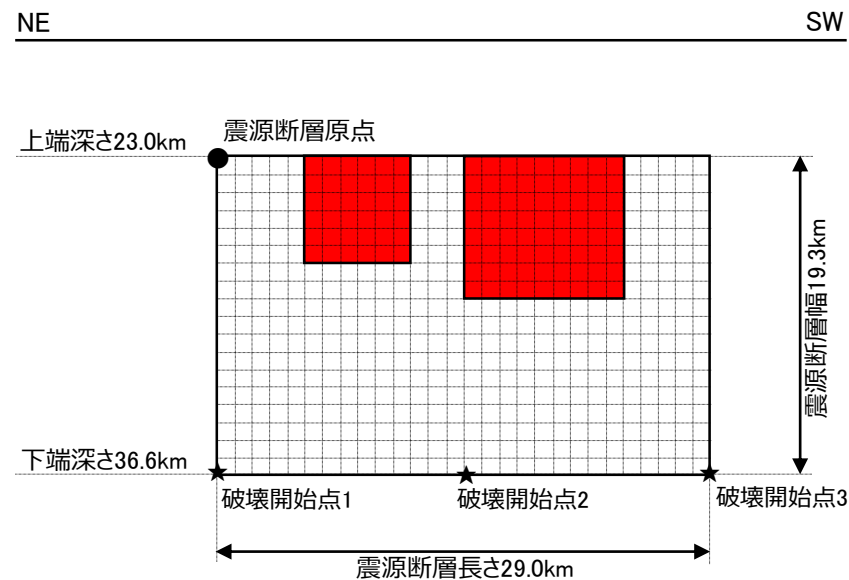 NE
SW
上端深さ23.0km
震源断層原点
震源断層幅19.3km
下端深さ36.6km
破壊開始点1
破壊開始点2
破壊開始点3
震源断層長さ29.0km